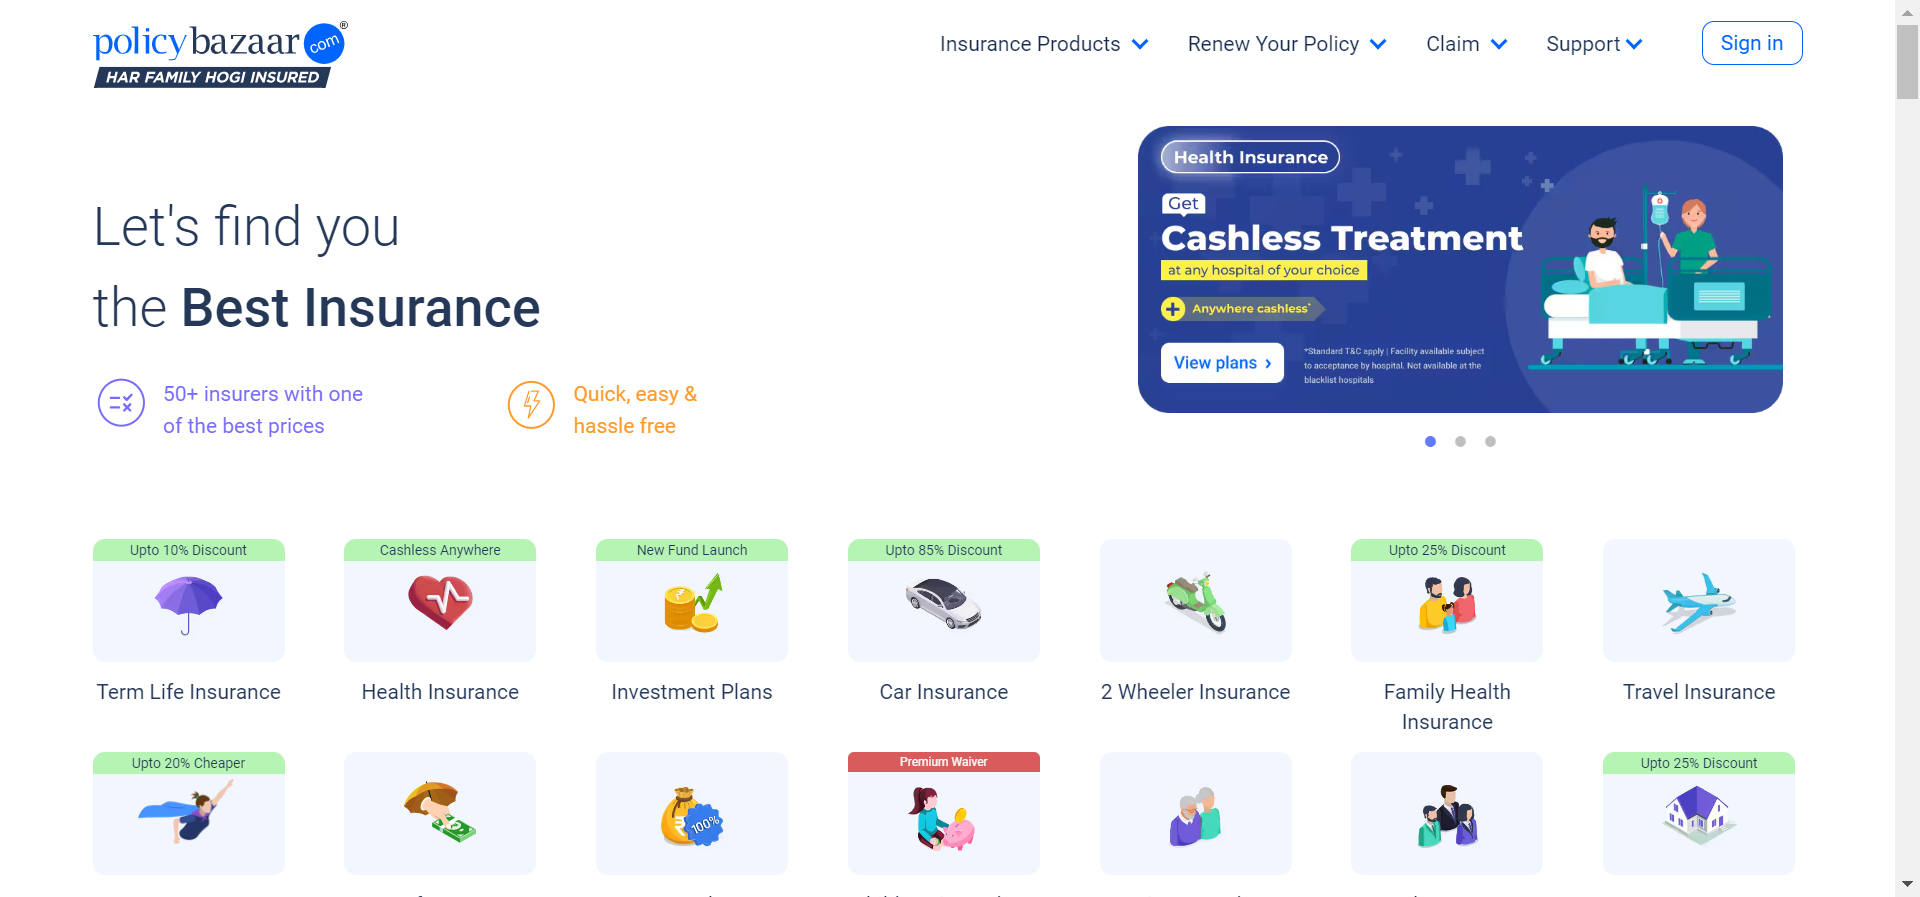 policybazaar com ®
HAR FAMILY HOGI INSURED
Insurance Products
Renew Your Policy
Claim
Support
Sign in
Let's find you
the Best Insurance
50+ insurers with one
of the best prices
Quick, easy &
hassle free
Health Insurance
Get
Cashless Treatment
at any hospital of your choice
Anywhere cashless*
View plans ›
*Standard T&C apply | Facility available subject
to acceptance by hospital. Not available at the
blacklist hospitals
Upto 10% Discount
Cashless Anywhere
New Fund Launch
Upto 85% Discount
Upto 25% Discount
Term Life Insurance
Health Insurance
Investment Plans
Car Insurance
2 Wheeler Insurance
Family Health
Insurance
Travel Insurance
Upto 20% Cheaper
100%
Premium Waiver
Upto 25% Discount